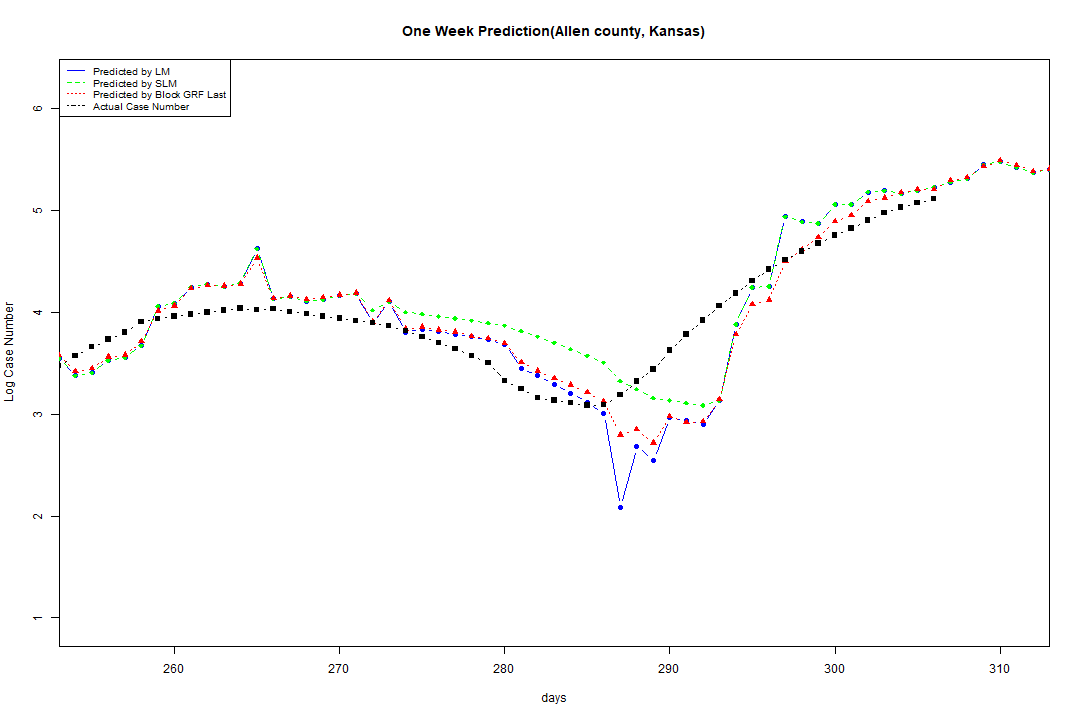 One Week Prediction(Allen county, Kansas)
Predicted by LM
Predicted by SLM
Predicted by Block GRF Last
Actual Case Number
6
5
4
3
2
1
Log Case Number
260 270 280 290 300 310
days